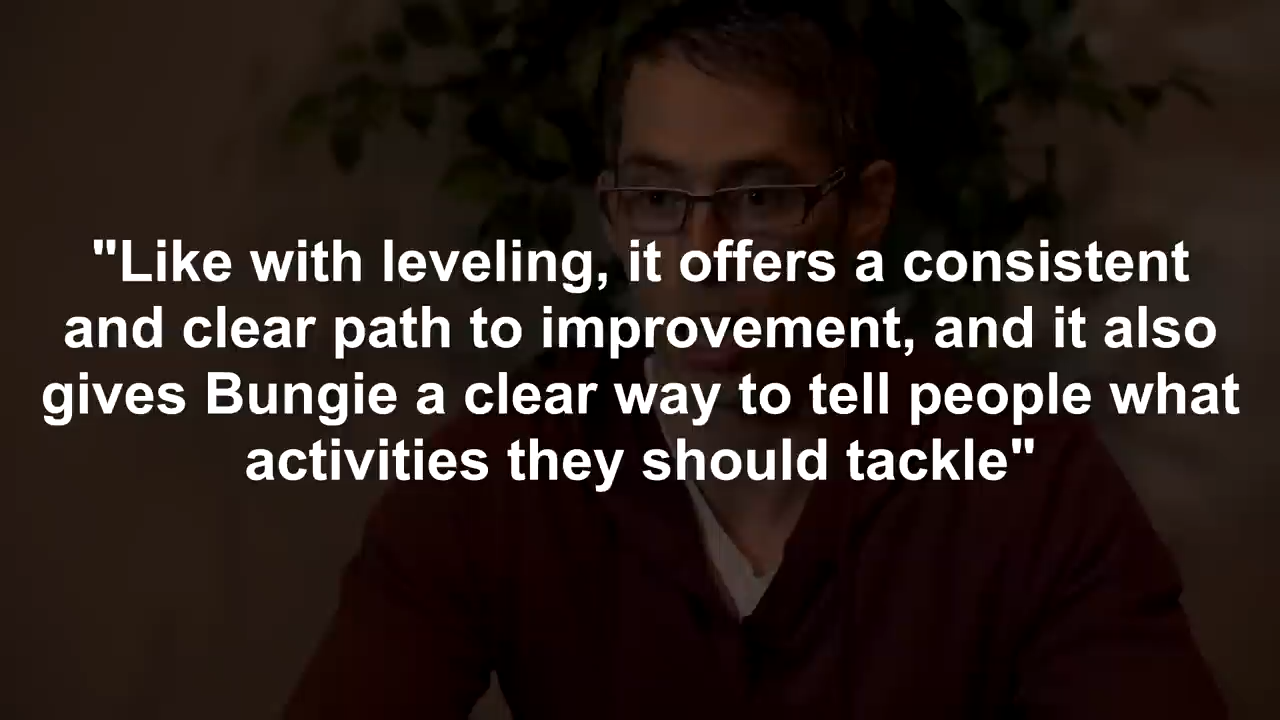 "Like with leveling, it offers a consistent
and clear path to improvement, and it also
gives Bungie a clear way to tell people what
activities they should tackle"